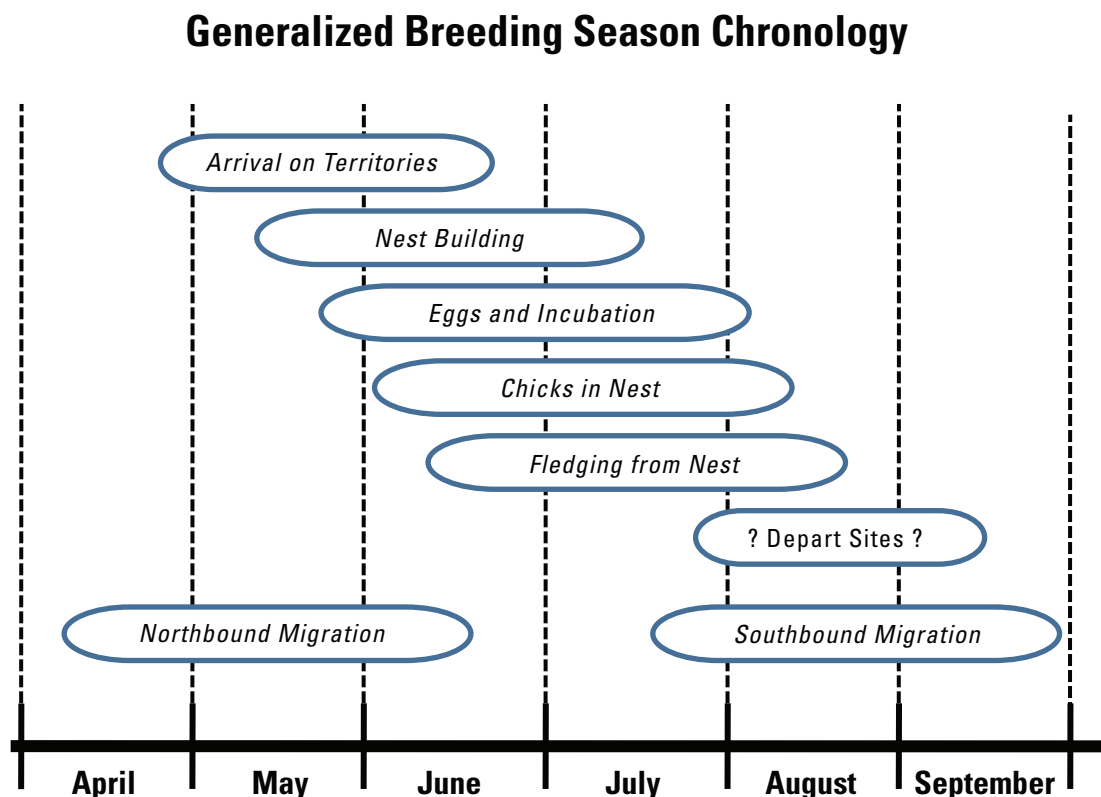 Generalized Breeding Season Chronology
Arrival on Territories
Nest Building
Eggs and Incubation
Chicks in Nest
Fledging from Nest
? Depart Sites ?
Northbound Migration
Southbound Migration
April
May
June
July
August
September